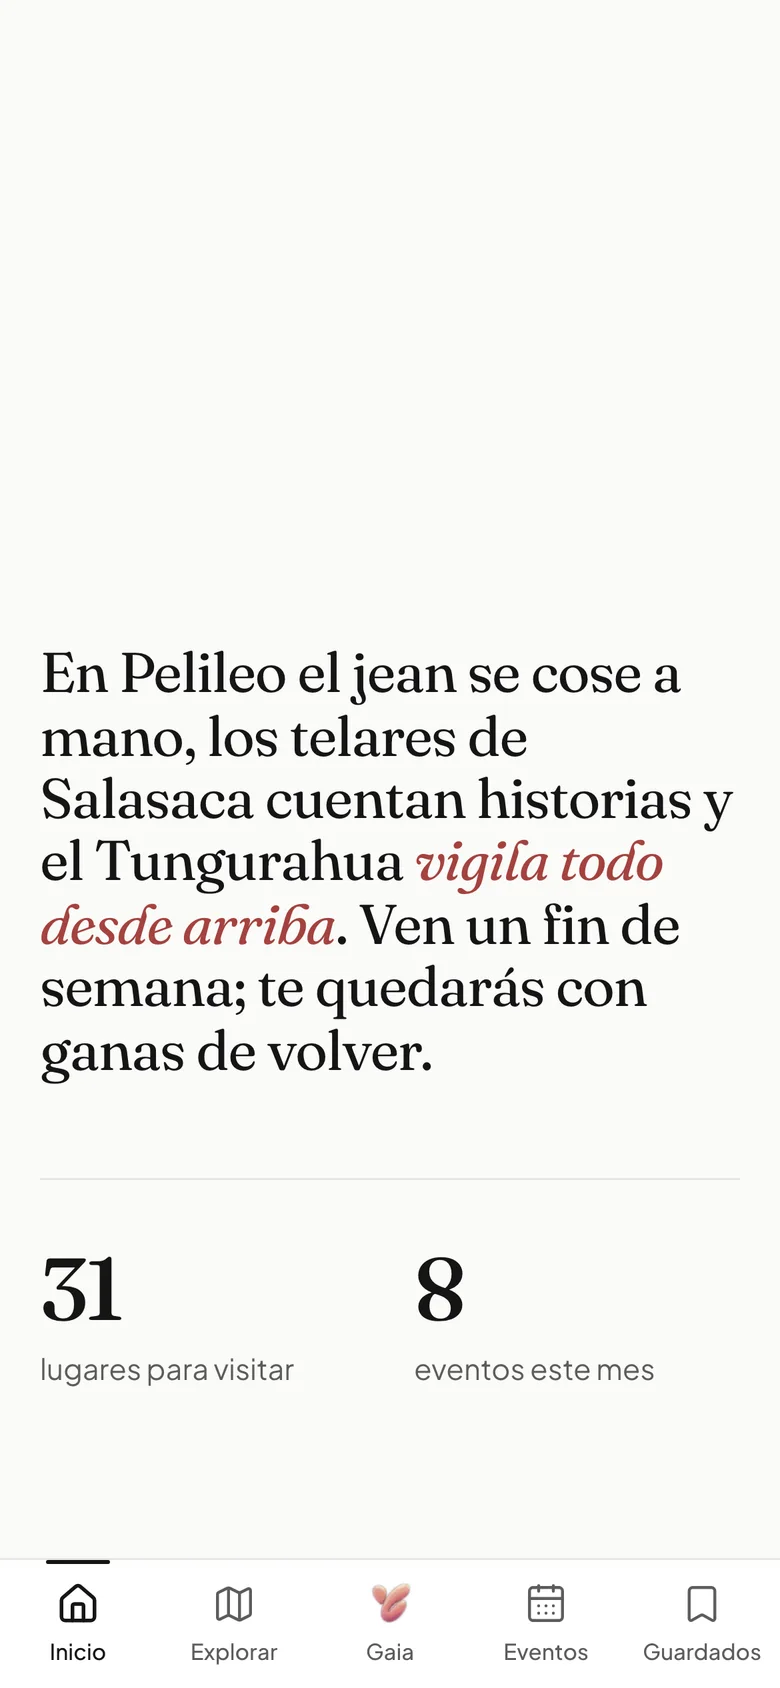 En Pelileo el jean se cose a
mano, los telares de
Salasaca cuentan historias y
el Tungurahua vigila todo
desde arriba. Ven un fin de
semana; te quedarás con
ganas de volver.
31
lugares para visitar
8
eventos este mes
Inicio
Explorar
Gaia
Eventos
Guardados